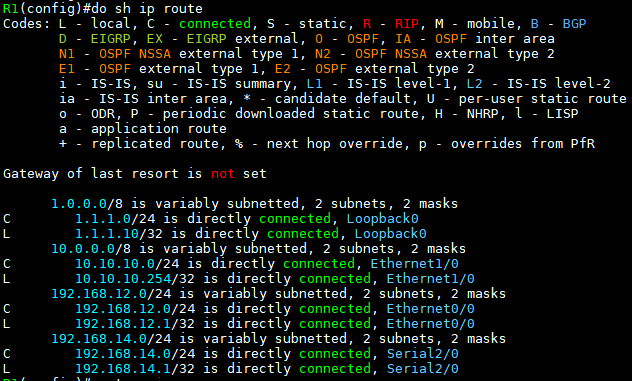 R1(config)#do sh ip route
Codes: L - local, C - connected, S - static, R - RIP, M - mobile, B - BGP
       D - EIGRP, EX - EIGRP external, O - OSPF, IA - OSPF inter area
       N1 - OSPF NSSA external type 1, N2 - OSPF NSSA external type 2
       E1 - OSPF external type 1, E2 - OSPF external type 2
       i - IS-IS, su - IS-IS summary, L1 - IS-IS level-1, L2 - IS-IS level-2
       ia - IS-IS inter area, * - candidate default, U - per-user static route
       o - ODR, P - periodic downloaded static route, H - NHRP, l - LISP
       a - application route
       + - replicated route, % - next hop override, p - overrides from PfR
Gateway of last resort is not set
      1.0.0.0/8 is variably subnetted, 2 subnets, 2 masks
C        1.1.1.0/24 is directly connected, Loopback0
L        1.1.1.10/32 is directly connected, Loopback0
      10.0.0.0/8 is variably subnetted, 2 subnets, 2 masks
C        10.10.10.0/24 is directly connected, Ethernet1/0
L        10.10.10.254/32 is directly connected, Ethernet1/0
      192.168.12.0/24 is variably subnetted, 2 subnets, 2 masks
C        192.168.12.0/24 is directly connected, Ethernet0/0
L        192.168.12.1/32 is directly connected, Ethernet0/0
      192.168.14.0/24 is variably subnetted, 2 subnets, 2 masks
C        192.168.14.0/24 is directly connected, Serial2/0
L        192.168.14.1/32 is directly connected, Serial2/0